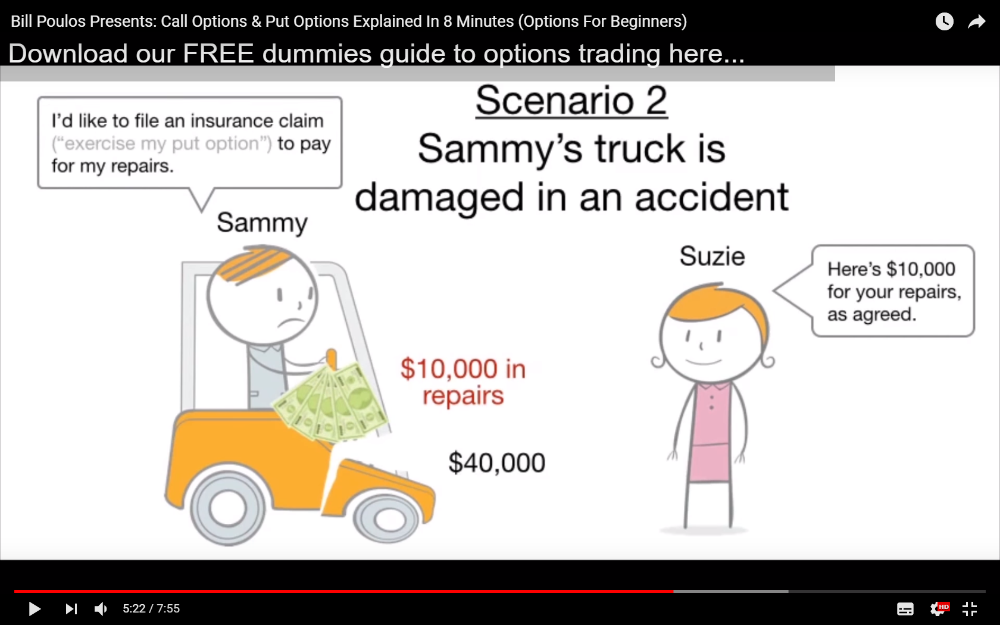 Bill Poulos Presents: Call Options & Put Options Explained In 8 Minutes (Options For Beginners)
Download our FREE dummies guide to options trading here...
Scenario 2
Sammy’s truck is
damaged in an accident
I’d like to file an insurance claim
(“exercise my put option”) to pay
for my repairs.
Sammy
Suzie
Here’s $10,000
for your repairs,
as agreed.
$10,000 in
repairs
$40,000
5:22 / 7:55
HD